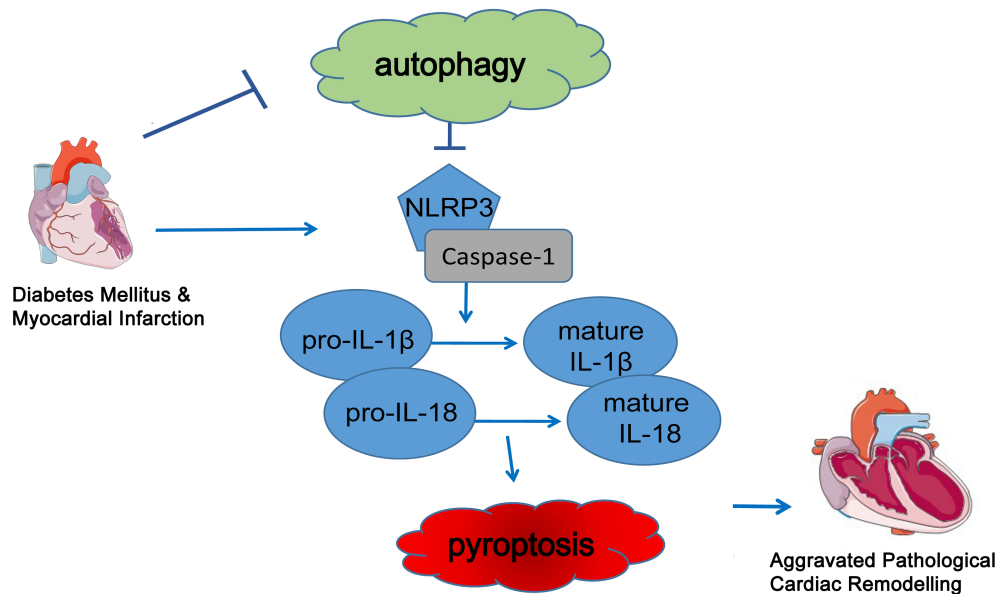 autophagy
NLRP3
Caspase-1
Diabetes Mellitus &
Myocardial Infarction
pro-IL-1β
mature
IL-1β
pro-IL-18
mature
IL-18
pyroptosis
Aggravated Pathological
Cardiac Remodelling